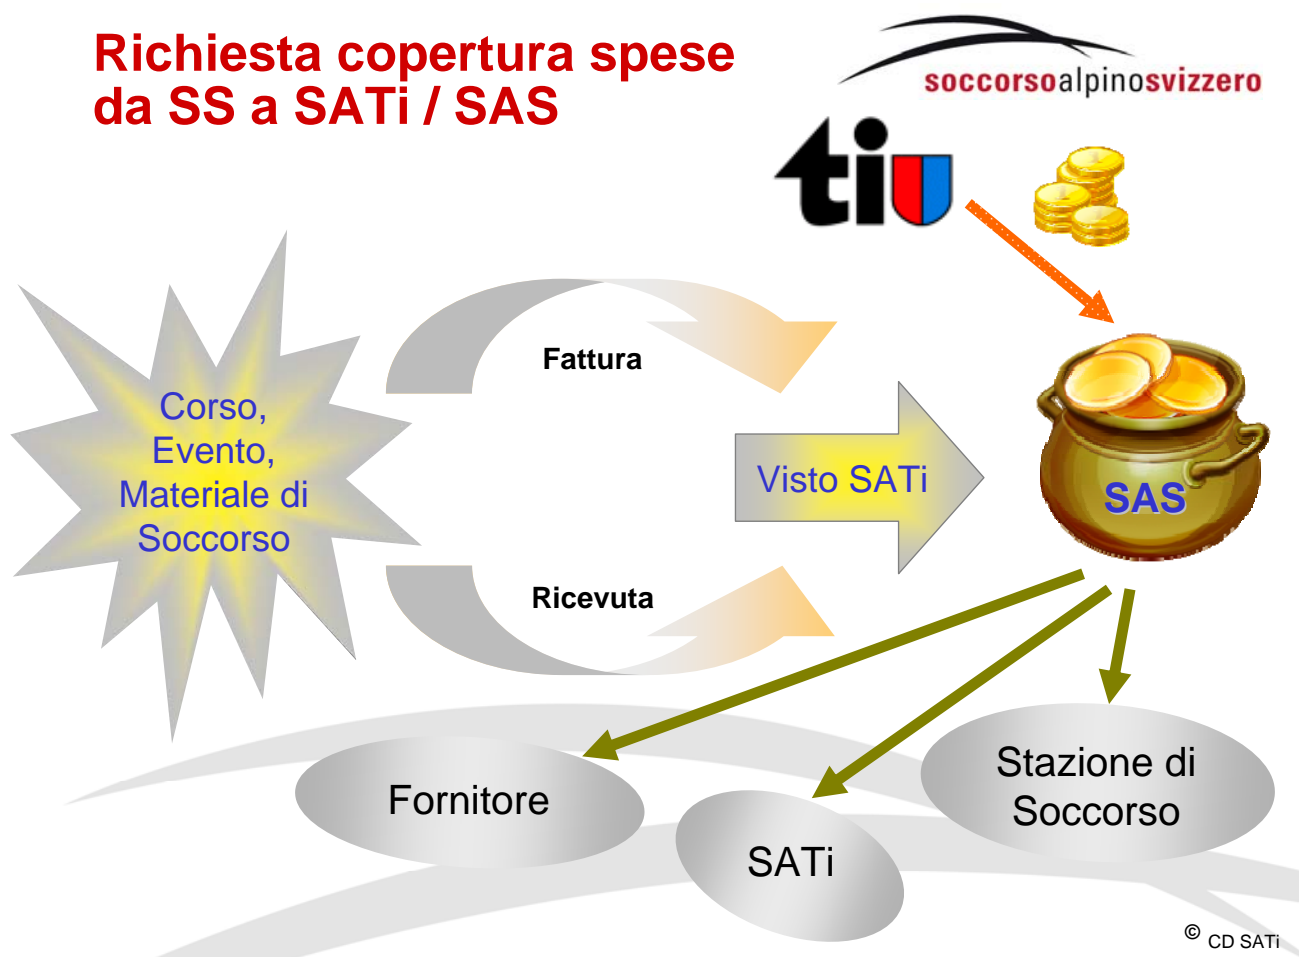 Richiesta copertura spese
da SS a SATi / SAS
soccorsoalpinosvizzero
ti
Fattura
Corso,
Evento,
Materiale di
Soccorso
Visto SATi
SAS
Ricevuta
Fornitore
SATi
Stazione di
Soccorso
© CD SATi